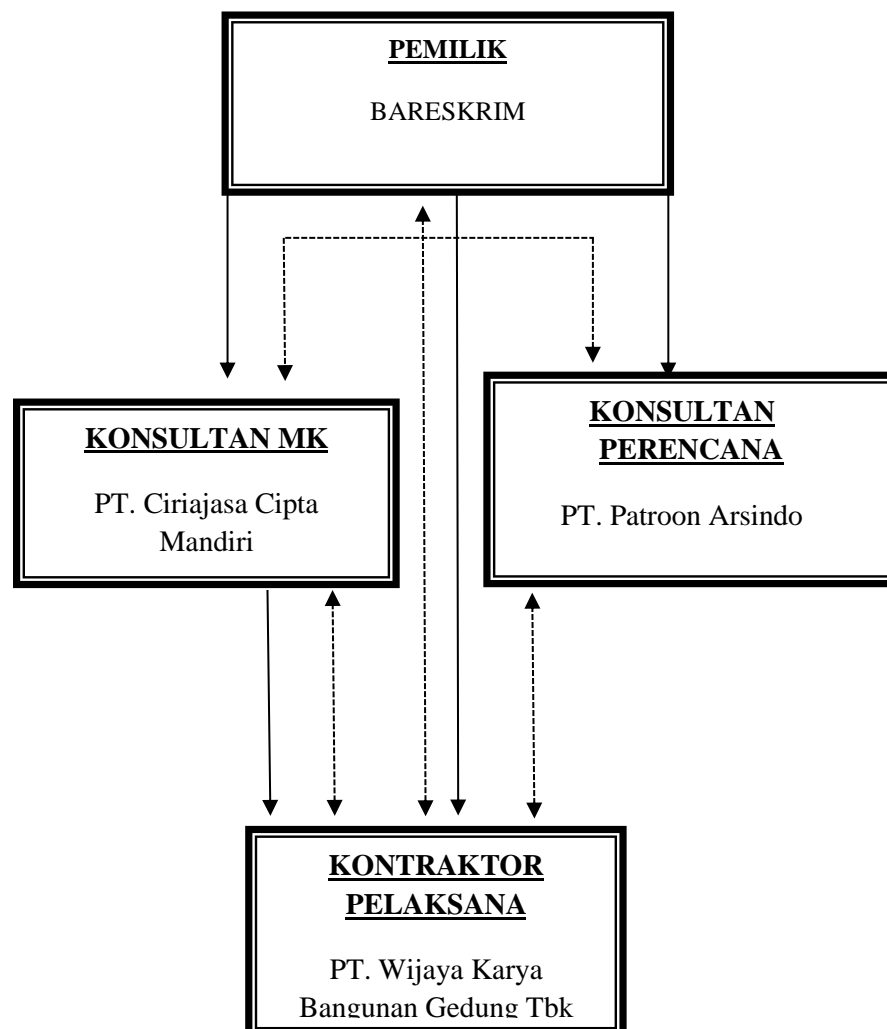 PEMILIK
BARESKRIM
KONSULTAN MK
PT. Ciriajasa Cipta
Mandiri
KONSULTAN
PERENCANA
PT. Patroon Arsindo
KONTRAKTOR
PELAKSANA
PT. Wijaya Karya
Bangunan Gedung Tbk